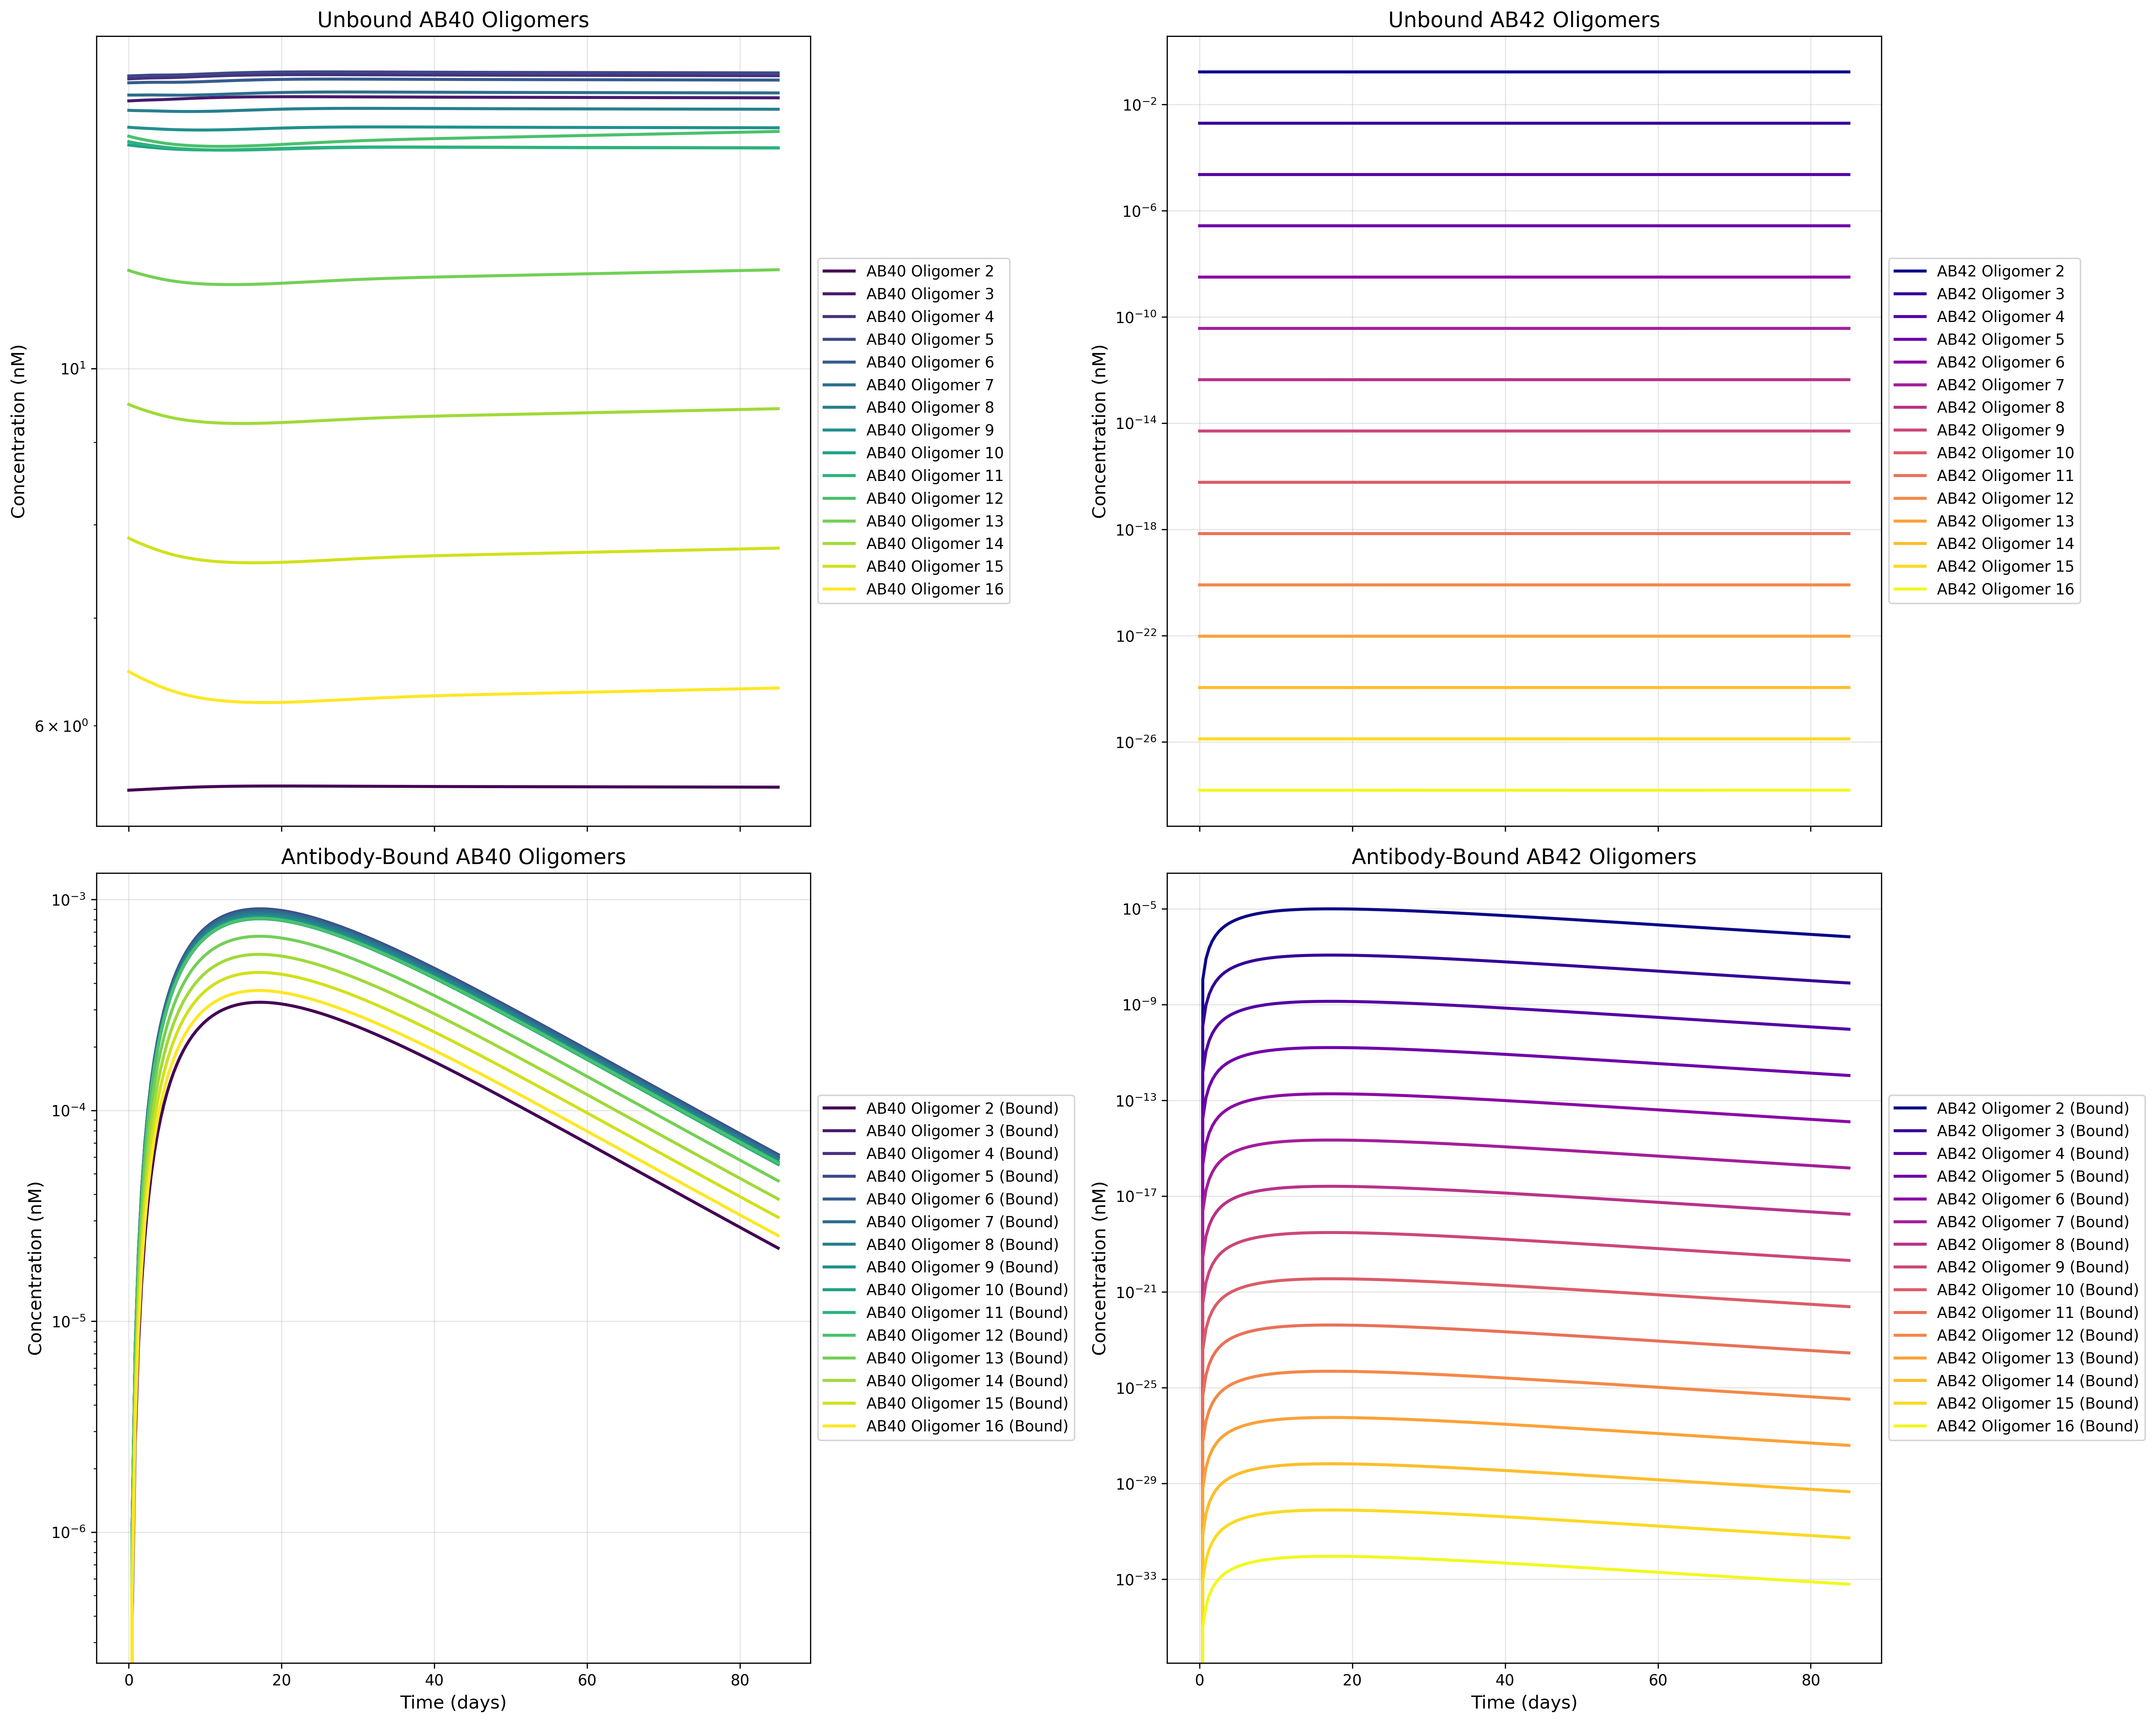 Unbound AB40 Oligomers
Concentration (nM)
10¹
6 × 10⁰
AB40 Oligomer 2
AB40 Oligomer 3
AB40 Oligomer 4
AB40 Oligomer 5
AB40 Oligomer 6
AB40 Oligomer 7
AB40 Oligomer 8
AB40 Oligomer 9
AB40 Oligomer 10
AB40 Oligomer 11
AB40 Oligomer 12
AB40 Oligomer 13
AB40 Oligomer 14
AB40 Oligomer 15
AB40 Oligomer 16
Unbound AB42 Oligomers
Concentration (nM)
10⁻²
10⁻⁶
10⁻¹⁰
10⁻¹⁴
10⁻¹⁸
10⁻²²
10⁻²⁶
AB42 Oligomer 2
AB42 Oligomer 3
AB42 Oligomer 4
AB42 Oligomer 5
AB42 Oligomer 6
AB42 Oligomer 7
AB42 Oligomer 8
AB42 Oligomer 9
AB42 Oligomer 10
AB42 Oligomer 11
AB42 Oligomer 12
AB42 Oligomer 13
AB42 Oligomer 14
AB42 Oligomer 15
AB42 Oligomer 16
Antibody-Bound AB40 Oligomers
Concentration (nM)
10⁻³
10⁻⁴
10⁻⁵
10⁻⁶
0 20 40 60 80
Time (days)
AB40 Oligomer 2 (Bound)
AB40 Oligomer 3 (Bound)
AB40 Oligomer 4 (Bound)
AB40 Oligomer 5 (Bound)
AB40 Oligomer 6 (Bound)
AB40 Oligomer 7 (Bound)
AB40 Oligomer 8 (Bound)
AB40 Oligomer 9 (Bound)
AB40 Oligomer 10 (Bound)
AB40 Oligomer 11 (Bound)
AB40 Oligomer 12 (Bound)
AB40 Oligomer 13 (Bound)
AB40 Oligomer 14 (Bound)
AB40 Oligomer 15 (Bound)
AB40 Oligomer 16 (Bound)
Antibody-Bound AB42 Oligomers
Concentration (nM)
10⁻⁵
10⁻⁹
10⁻¹³
10⁻¹⁷
10⁻²¹
10⁻²⁵
10⁻²⁹
10⁻³³
0 20 40 60 80
Time (days)
AB42 Oligomer 2 (Bound)
AB42 Oligomer 3 (Bound)
AB42 Oligomer 4 (Bound)
AB42 Oligomer 5 (Bound)
AB42 Oligomer 6 (Bound)
AB42 Oligomer 7 (Bound)
AB42 Oligomer 8 (Bound)
AB42 Oligomer 9 (Bound)
AB42 Oligomer 10 (Bound)
AB42 Oligomer 11 (Bound)
AB42 Oligomer 12 (Bound)
AB42 Oligomer 13 (Bound)
AB42 Oligomer 14 (Bound)
AB42 Oligomer 15 (Bound)
AB42 Oligomer 16 (Bound)